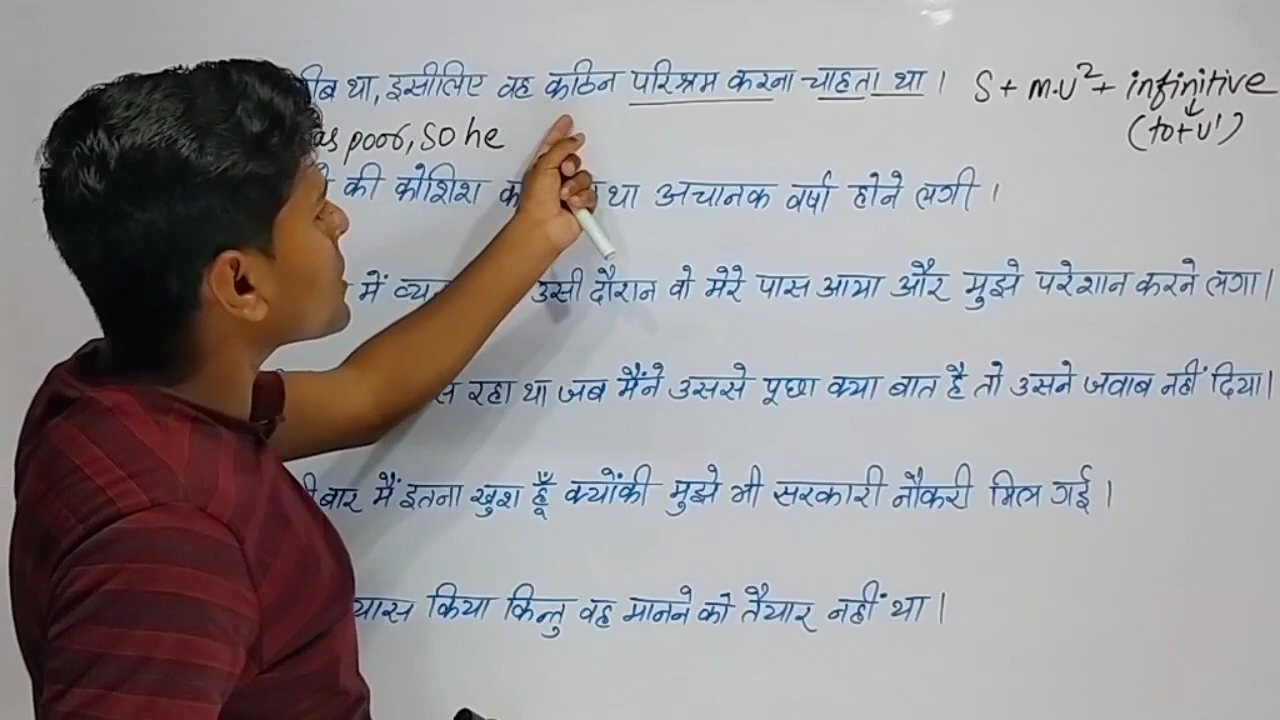 था, इसीलिए वह कठिन परिश्रम करना चाहता था । S + m.v² + infinitive
(to+v¹)
poor, so he
की कोशिश था अचानक वर्षा होने लगी ।
में उसी दौरान वो मेरे पास आया और मुझे परेशान करने लगा ।
रहा था जब मैंने उससे पूछा क्या बात है तो उसने जवाब नहीं दिया ।
बार मैं इतना खुश हूँ क्योंकी मुझे भी सरकारी नौकरी मिल गई ।
किया किन्तु वह मानने को तैयार नहीं था ।